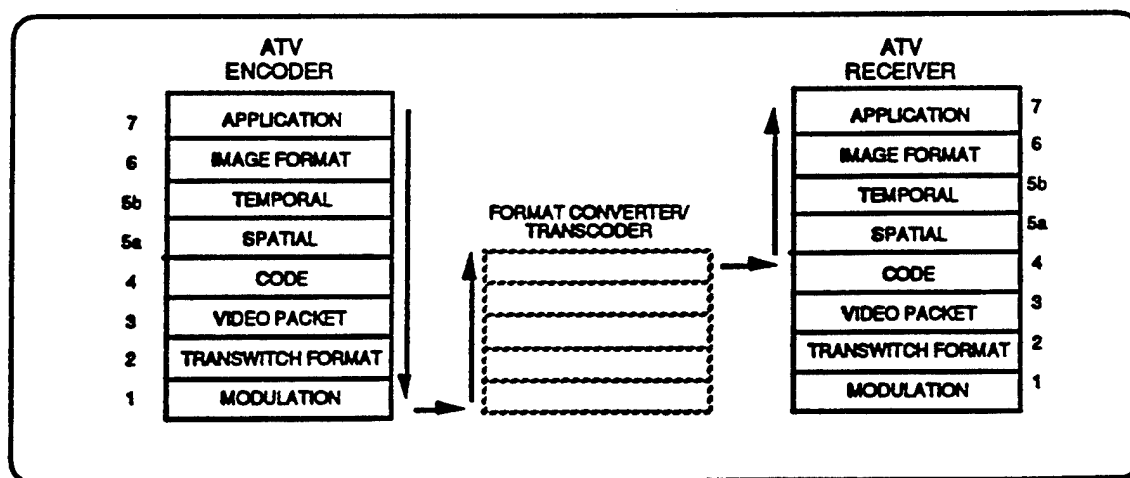 ATV
ENCODER
7 APPLICATION
6 IMAGE FORMAT
5b TEMPORAL
5a SPATIAL
4 CODE
3 VIDEO PACKET
2 TRANSWITCH FORMAT
1 MODULATION
FORMAT CONVERTER/
TRANSCODER
ATV
RECEIVER
APPLICATION 7
IMAGE FORMAT 6
TEMPORAL 5b
SPATIAL 5a
CODE 4
VIDEO PACKET 3
TRANSWITCH FORMAT 2
MODULATION 1